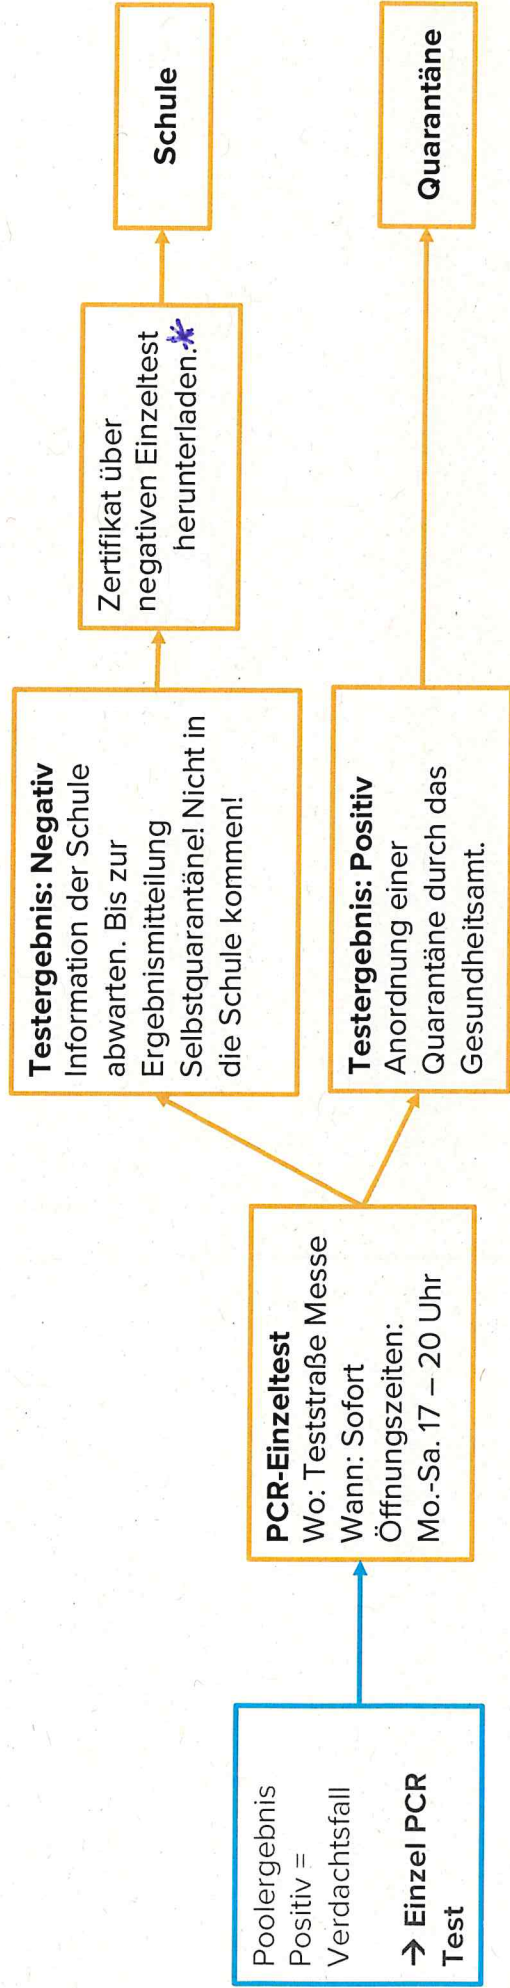 Poolergebnis
Positiv =
Verdachtsfall
→ Einzel PCR
Test
PCR-Einzeltest
Wo: Teststraße Messe
Wann: Sofort
Öffnungszeiten:
Mo.-Sa. 17 – 20 Uhr
Testergebnis: Negativ
Information der Schule
abwarten. Bis zur
Ergebnismitteilung
Selbstquarantäne! Nicht in
die Schule kommen!
Zertifikat über
negativen Einzeltest
herunterladen.*
Schule
Testergebnis: Positiv
Anordnung einer
Quarantäne durch das
Gesundheitsamt.
Quarantäne